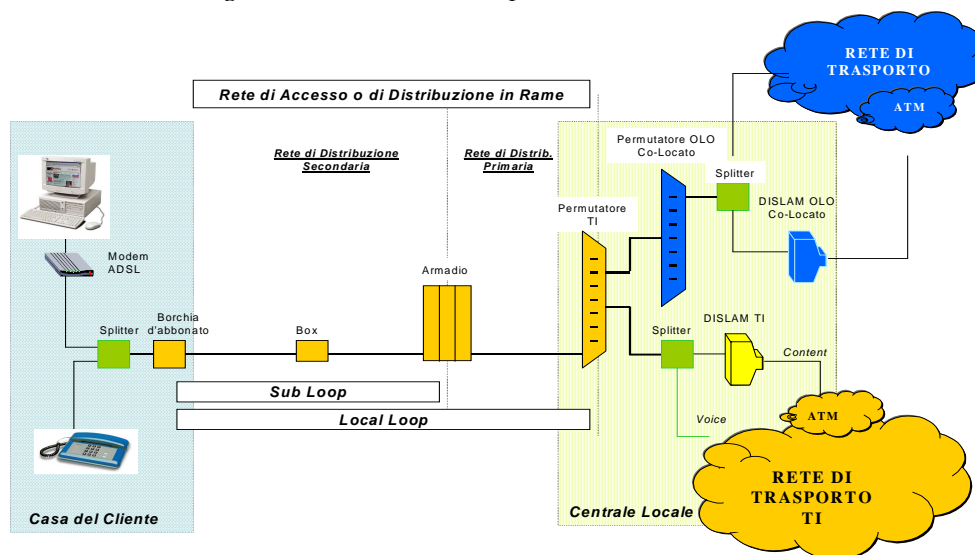 RETE DI
TRASPORTO
ATM
Rete di Accesso o di Distribuzione in Rame
Permutatore OLO
Co-Locato
Rete di Distribuzione
Secondaria
Rete di Distrib.
Primaria
Splitter
DISLAM OLO
Co-Locato
Permutatore
TI
Modem
ADSL
Armadio
Splitter
Borchia
d'abbonato
Box
Splitter
DISLAM TI
Content
Sub Loop
Local Loop
Voice
ATM
RETE DI
TRASPORTO
TI
Casa del Cliente
Centrale Locale